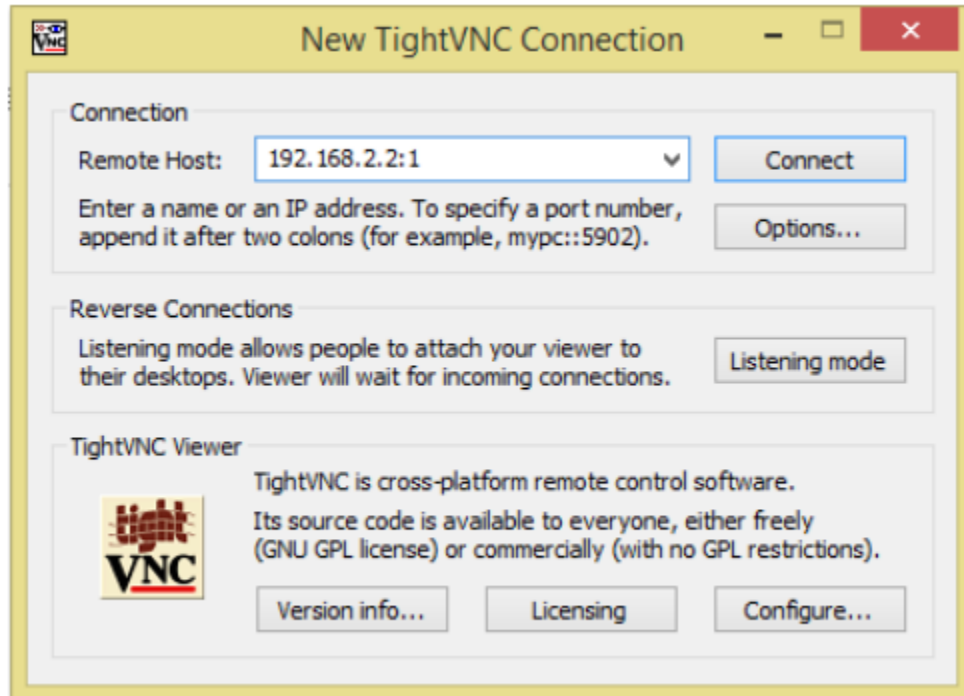 New TightVNC Connection
Connection
Remote Host: 192.168.2.2:1 Connect
Enter a name or an IP address. To specify a port number,
append it after two colons (for example, mypc::5902).
Options...
Reverse Connections
Listening mode allows people to attach your viewer to
their desktops. Viewer will wait for incoming connections.
Listening mode
TightVNC Viewer
tight
VNC
TightVNC is cross-platform remote control software.
Its source code is available to everyone, either freely
(GNU GPL license) or commercially (with no GPL restrictions).
Version info... Licensing Configure...